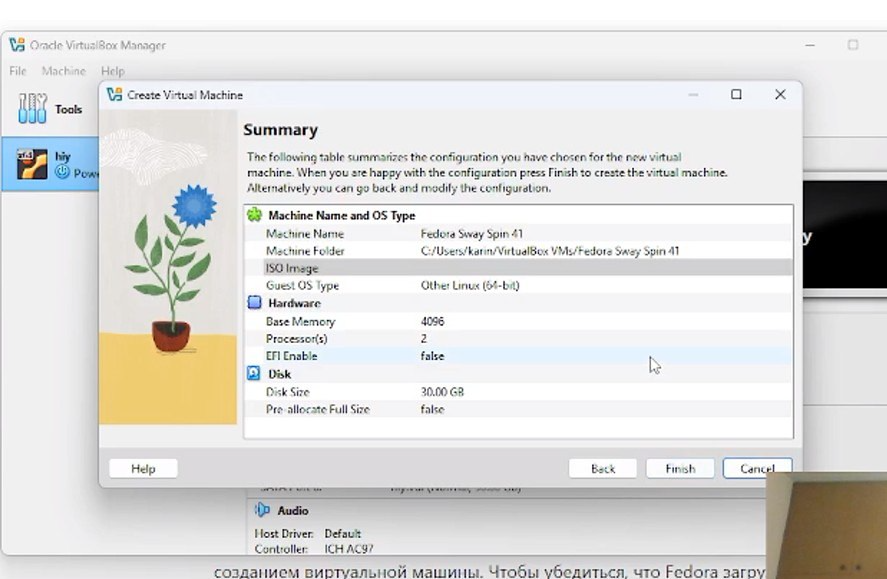 Oracle VirtualBox Manager
File Machine Help
Tools
hiy
Create Virtual Machine
Summary
The following table summarizes the configuration you have chosen for the new virtual
machine. When you are happy with the configuration press Finish to create the virtual machine.
Alternatively you can go back and modify the configuration.
Machine Name and OS Type
Machine Name Fedora Sway Spin 41
Machine Folder C:/Users/karin/VirtualBox VMs/Fedora Sway Spin 41
ISO Image
Guest OS Type Other Linux (64-bit)
Hardware
Base Memory 4096
Processor(s) 2
EFI Enable false
Disk
Disk Size 30.00 GB
Pre-allocate Full Size false
Help Back Finish Cancel
Audio
Host Driver: Default
Controller: ICH AC97
созданием виртуальной машины. Чтобы убедиться, что Fedora загру